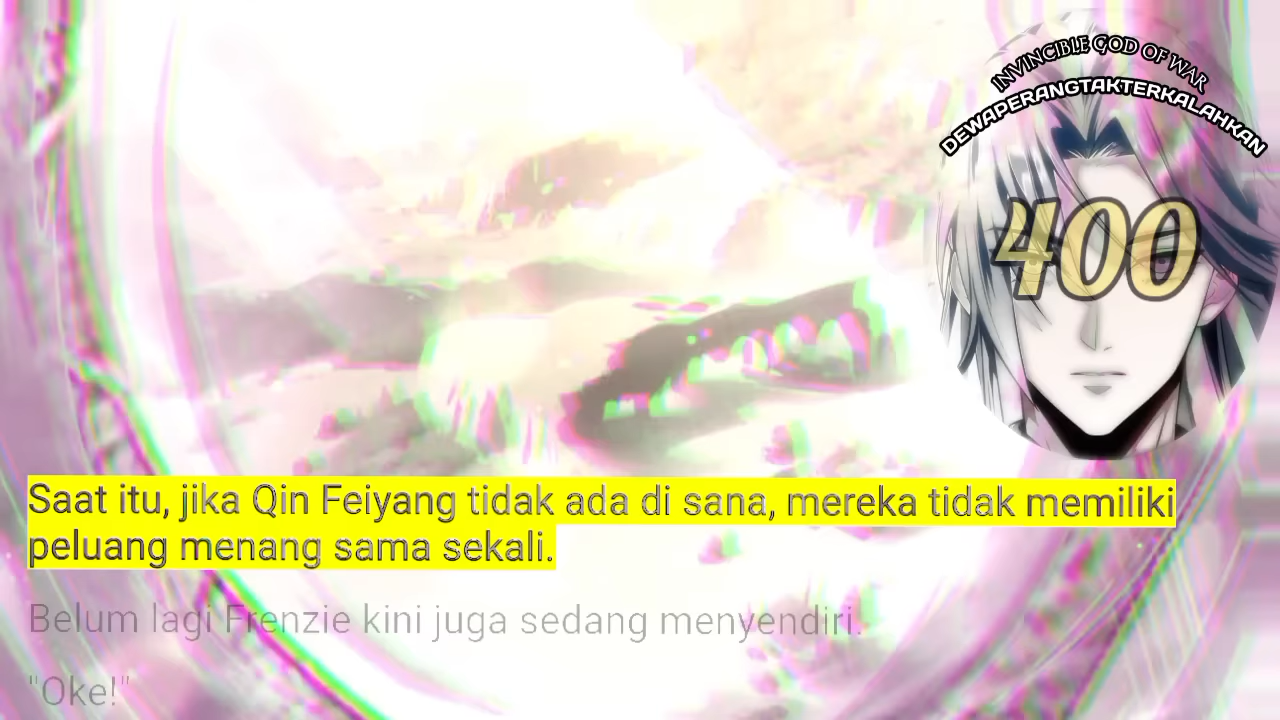 INVINCIBLE GOD OF WAR
DEWAPERANGTAKTERKALAHKAN
400
Saat itu, jika Qin Feiyang tidak ada di sana, mereka tidak memiliki
peluang menang sama sekali.
Belum lagi Frenzie kini juga sedang menyendiri.
"Oke!"